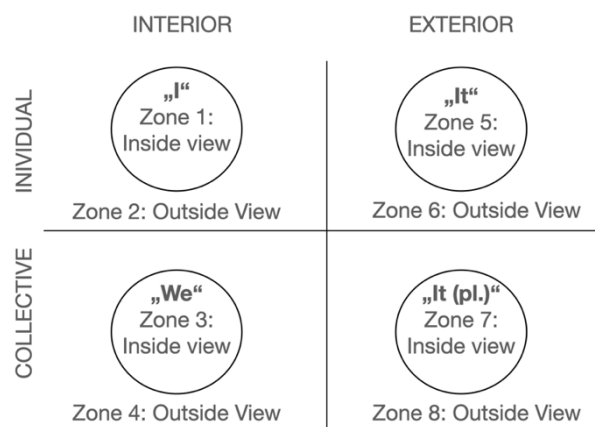 INTERIOR
EXTERIOR
INIVIDUAL
„I“
Zone 1:
Inside view
Zone 2: Outside View
„It“
Zone 5:
Inside view
Zone 6: Outside View
COLLECTIVE
„We“
Zone 3:
Inside view
Zone 4: Outside View
„It (pl.)“
Zone 7:
Inside view
Zone 8: Outside View